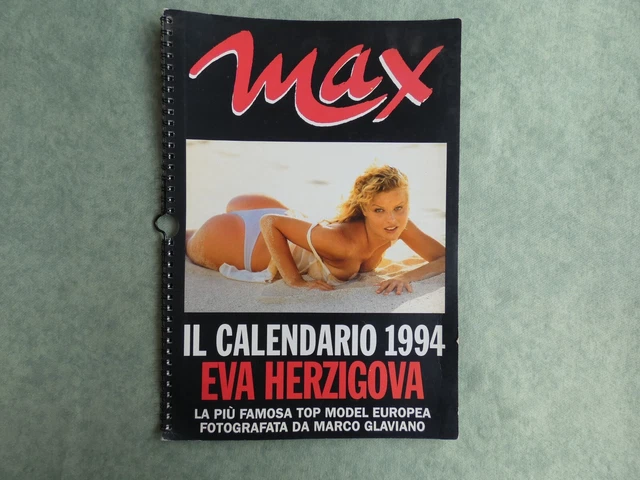 max
IL CALENDARIO 1994
EVA HERZIGOVA
LA PIÙ FAMOSA TOP MODEL EUROPEA
FOTOGRAFATA DA MARCO GLAVIANO